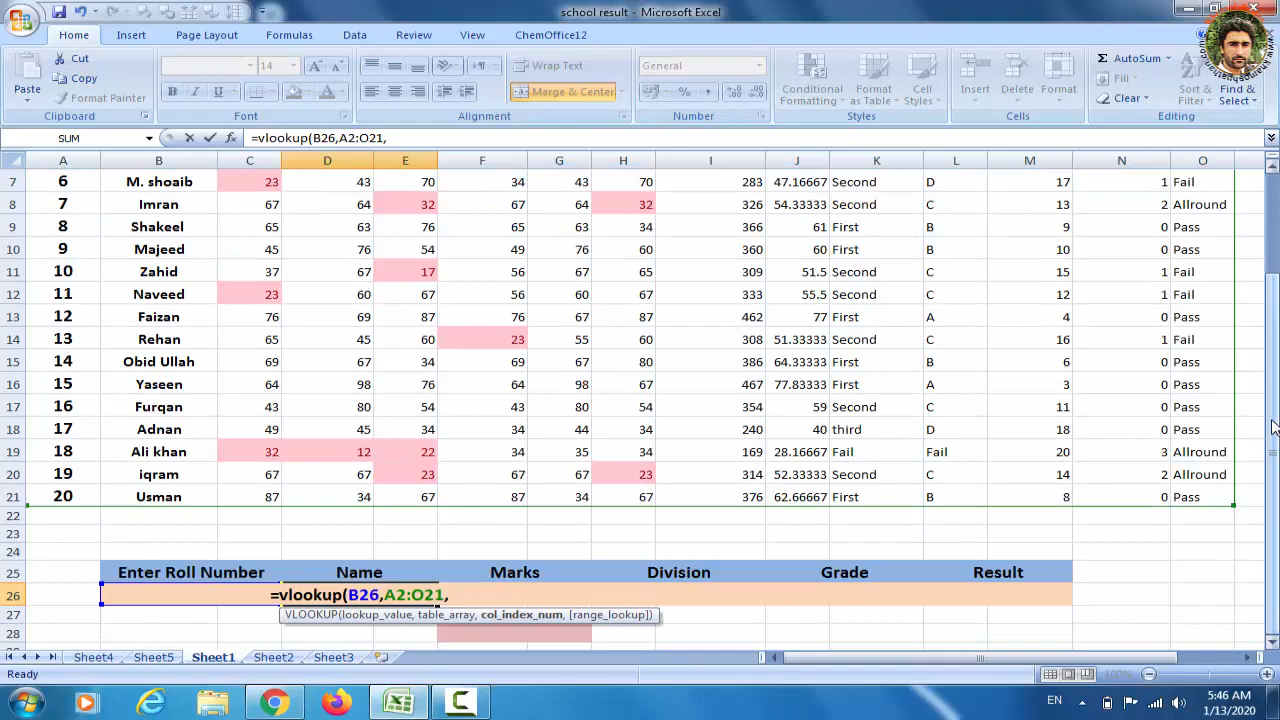 school result - Microsoft Excel
Home Insert Page Layout Formulas Data Review View ChemOffice12
Paste Cut Copy Format Painter
14
B I U
Wrap Text
Merge & Center
General
Conditional Formatting Format as Table Cell Styles
Insert Delete Format
AutoSum Fill Clear
Sort & Filter Find & Select
Clipboard Font Alignment Number Styles Cells Editing
SUM =vlookup(B26,A2:O21,
A B C D E F G H I J K L M N O
7 6 M. shoaib 23 43 70 34 43 70 283 47.16667 Second D 17 1 Fail
8 7 Imran 67 64 32 67 64 32 326 54.33333 Second C 13 2 Allround
9 8 Shakeel 65 63 76 65 63 34 366 61 First B 9 0 Pass
10 9 Majeed 45 76 54 49 76 60 360 60 First B 10 0 Pass
11 10 Zahid 37 67 17 56 67 65 309 51.5 Second C 15 1 Fail
12 11 Naveed 23 60 67 56 60 67 333 55.5 Second C 12 1 Fail
13 12 Faizan 76 69 87 76 67 87 462 77 First A 4 0 Pass
14 13 Rehan 65 45 60 23 55 60 308 51.33333 Second C 16 1 Fail
15 14 Obid Ullah 69 67 34 69 67 80 386 64.33333 First B 6 0 Pass
16 15 Yaseen 64 98 76 64 98 67 467 77.83333 First A 3 0 Pass
17 16 Furqan 43 80 54 43 80 54 354 59 Second C 11 0 Pass
18 17 Adnan 49 45 34 34 44 34 240 40 third D 18 0 Pass
19 18 Ali khan 32 12 22 34 35 34 169 28.16667 Fail Fail 20 3 Allround
20 19 iqram 67 67 23 67 67 23 314 52.33333 Second C 14 2 Allround
21 20 Usman 87 34 67 87 34 67 376 62.66667 First B 8 0 Pass
22
23
24
25 Enter Roll Number Name Marks Division Grade Result
26 =vlookup(B26,A2:O21,
27 VLOOKUP(lookup_value, table_array, col_index_num, [range_lookup])
28
Sheet4 Sheet5 Sheet1 Sheet2 Sheet3
Ready 100%
EN 5:46 AM
1/13/2020